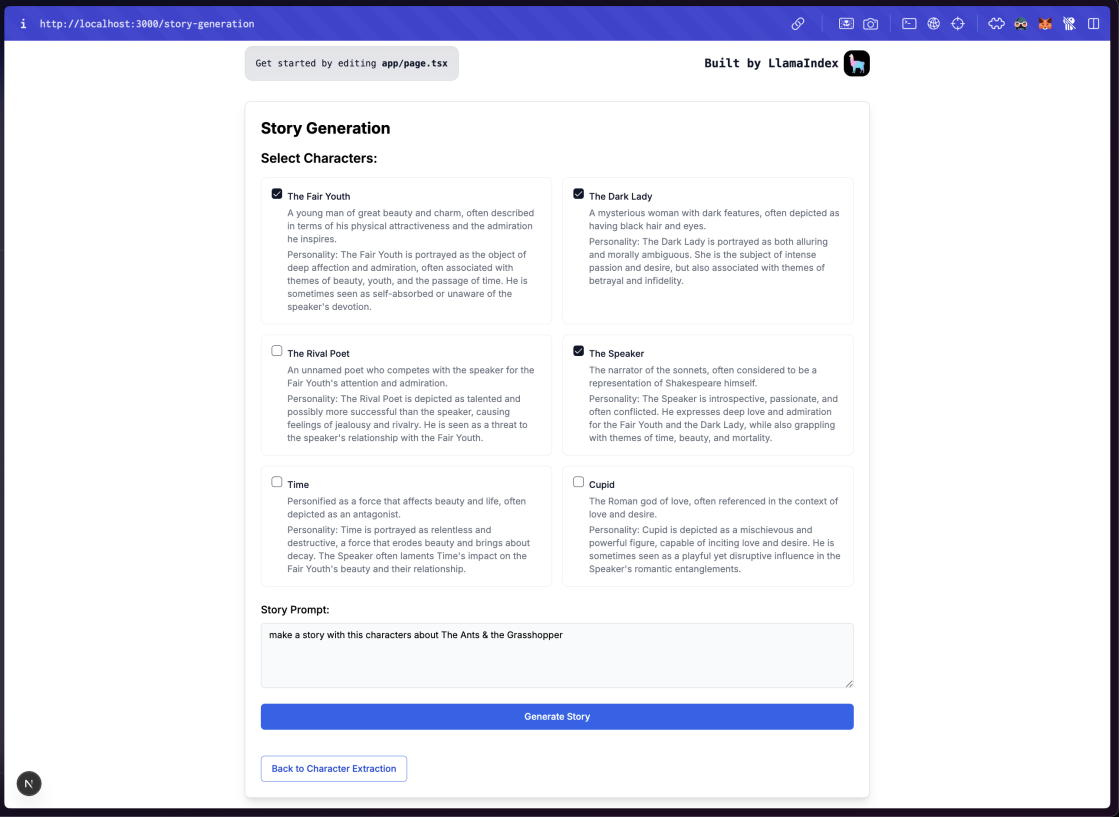 i http://localhost:3000/story-generation
Get started by editing app/page.tsx
Built by LlamaIndex
Story Generation
Select Characters:
The Fair Youth
A young man of great beauty and charm, often described
in terms of his physical attractiveness and the admiration
he inspires.
Personality: The Fair Youth is portrayed as the object of
deep affection and admiration, often associated with
themes of beauty, youth, and the passage of time. He is
sometimes seen as self-absorbed or unaware of the
speaker's devotion.
The Dark Lady
A mysterious woman with dark features, often depicted as
having black hair and eyes.
Personality: The Dark Lady is portrayed as both alluring
and morally ambiguous. She is the subject of intense
passion and desire, but also associated with themes of
betrayal and infidelity.
The Rival Poet
An unnamed poet who competes with the speaker for the
Fair Youth's attention and admiration.
Personality: The Rival Poet is depicted as talented and
possibly more successful than the speaker, causing
feelings of jealousy and rivalry. He is seen as a threat to
the speaker's relationship with the Fair Youth.
The Speaker
The narrator of the sonnets, often considered to be a
representation of Shakespeare himself.
Personality: The Speaker is introspective, passionate, and
often conflicted. He expresses deep love and admiration
for the Fair Youth and the Dark Lady, while also grappling
with themes of time, beauty, and mortality.
Time
Personified as a force that affects beauty and life, often
depicted as an antagonist.
Personality: Time is portrayed as relentless and
destructive, a force that erodes beauty and brings about
decay. The Speaker often laments Time's impact on the
Fair Youth's beauty and their relationship.
Cupid
The Roman god of love, often referenced in the context of
love and desire.
Personality: Cupid is depicted as a mischievous and
powerful figure, capable of inciting love and desire. He is
sometimes seen as a playful yet disruptive influence in the
Speaker's romantic entanglements.
Story Prompt:
make a story with this characters about The Ants & the Grasshopper
Generate Story
Back to Character Extraction
N